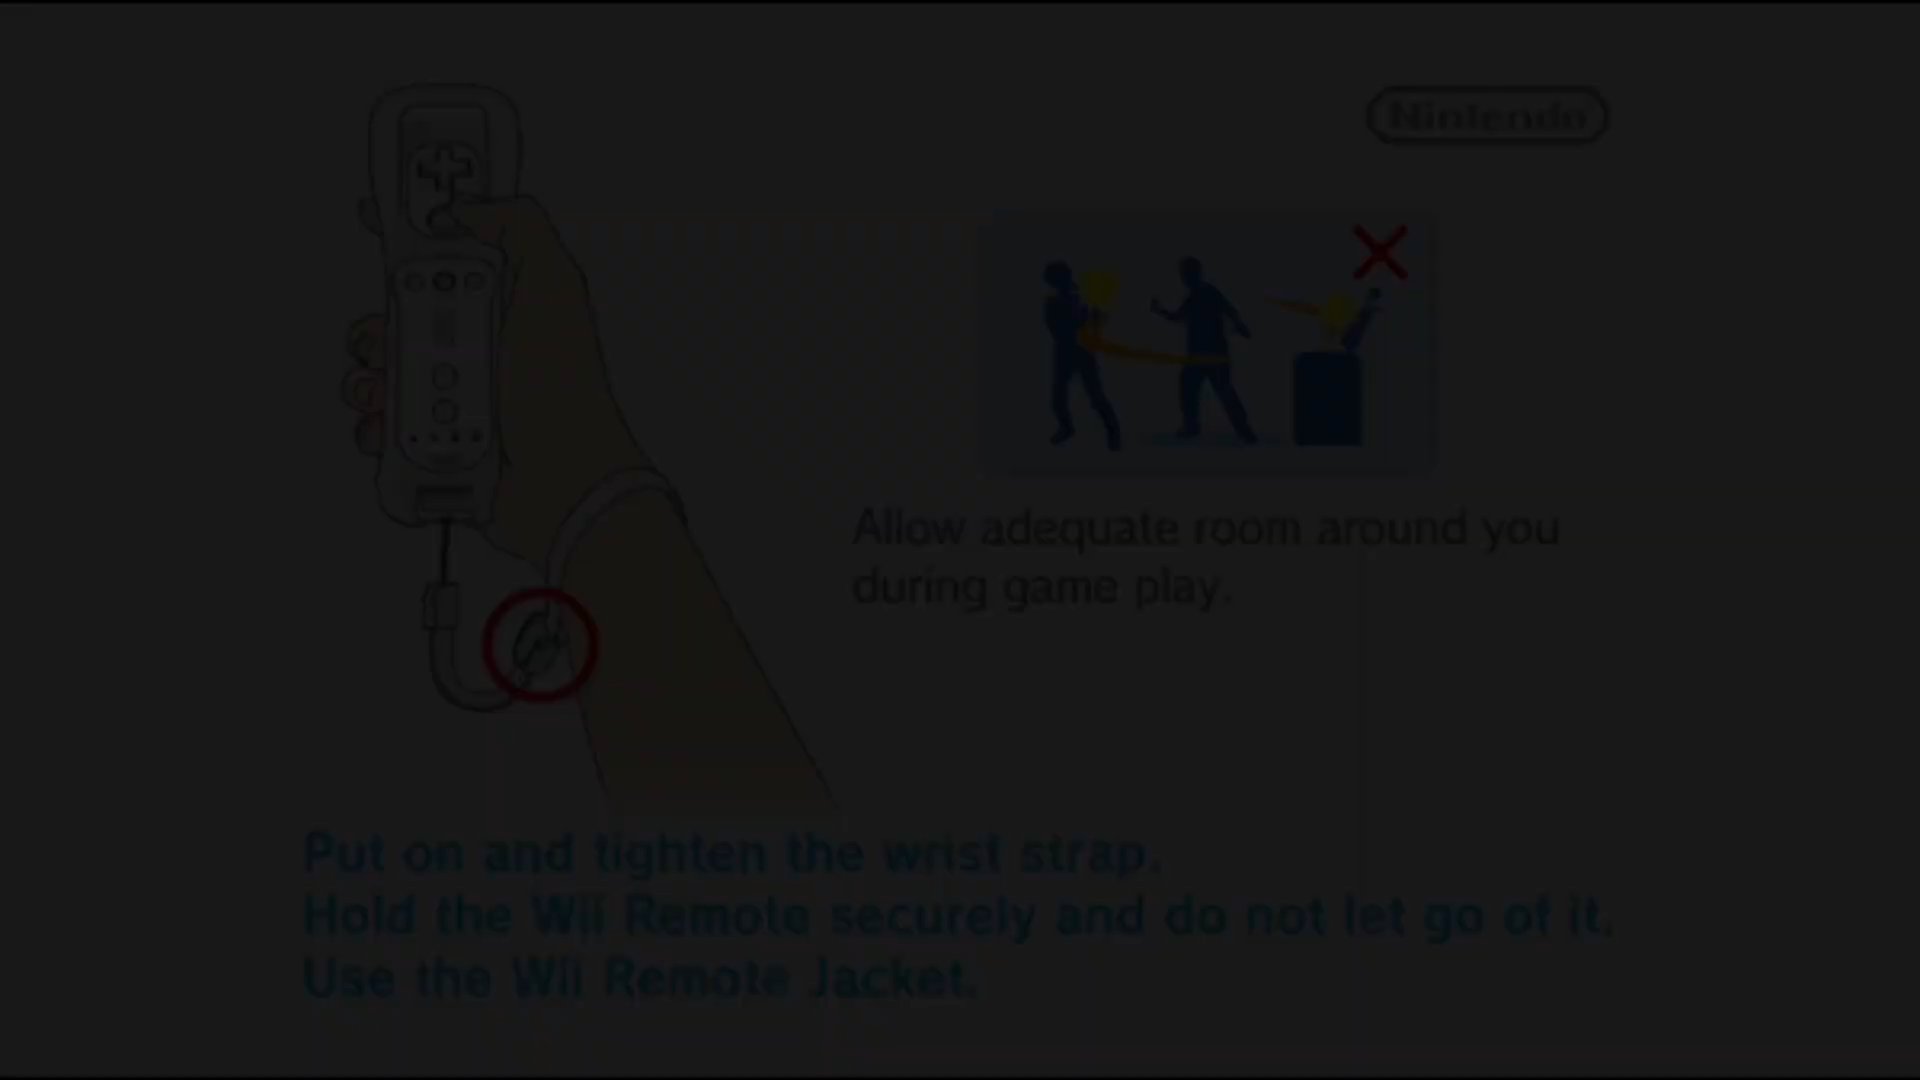 Nintendo
Allow adequate room around you
during game play.
Put on and tighten the wrist strap.
Hold the Wii Remote securely and do not let go of it.
Use the Wii Remote Jacket.